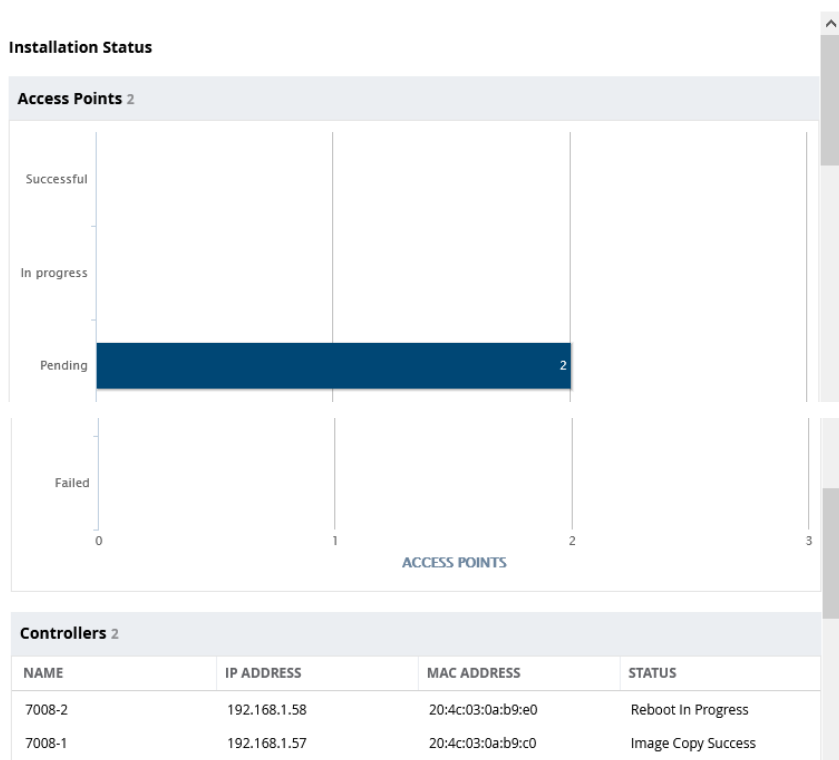 Installation Status
Access Points 2
Successful
In progress
Pending
2
Failed
0 1 2 3
ACCESS POINTS
Controllers 2
NAME IP ADDRESS MAC ADDRESS STATUS
7008-2 192.168.1.58 20:4c:03:0a:b9:e0 Reboot In Progress
7008-1 192.168.1.57 20:4c:03:0a:b9:c0 Image Copy Success